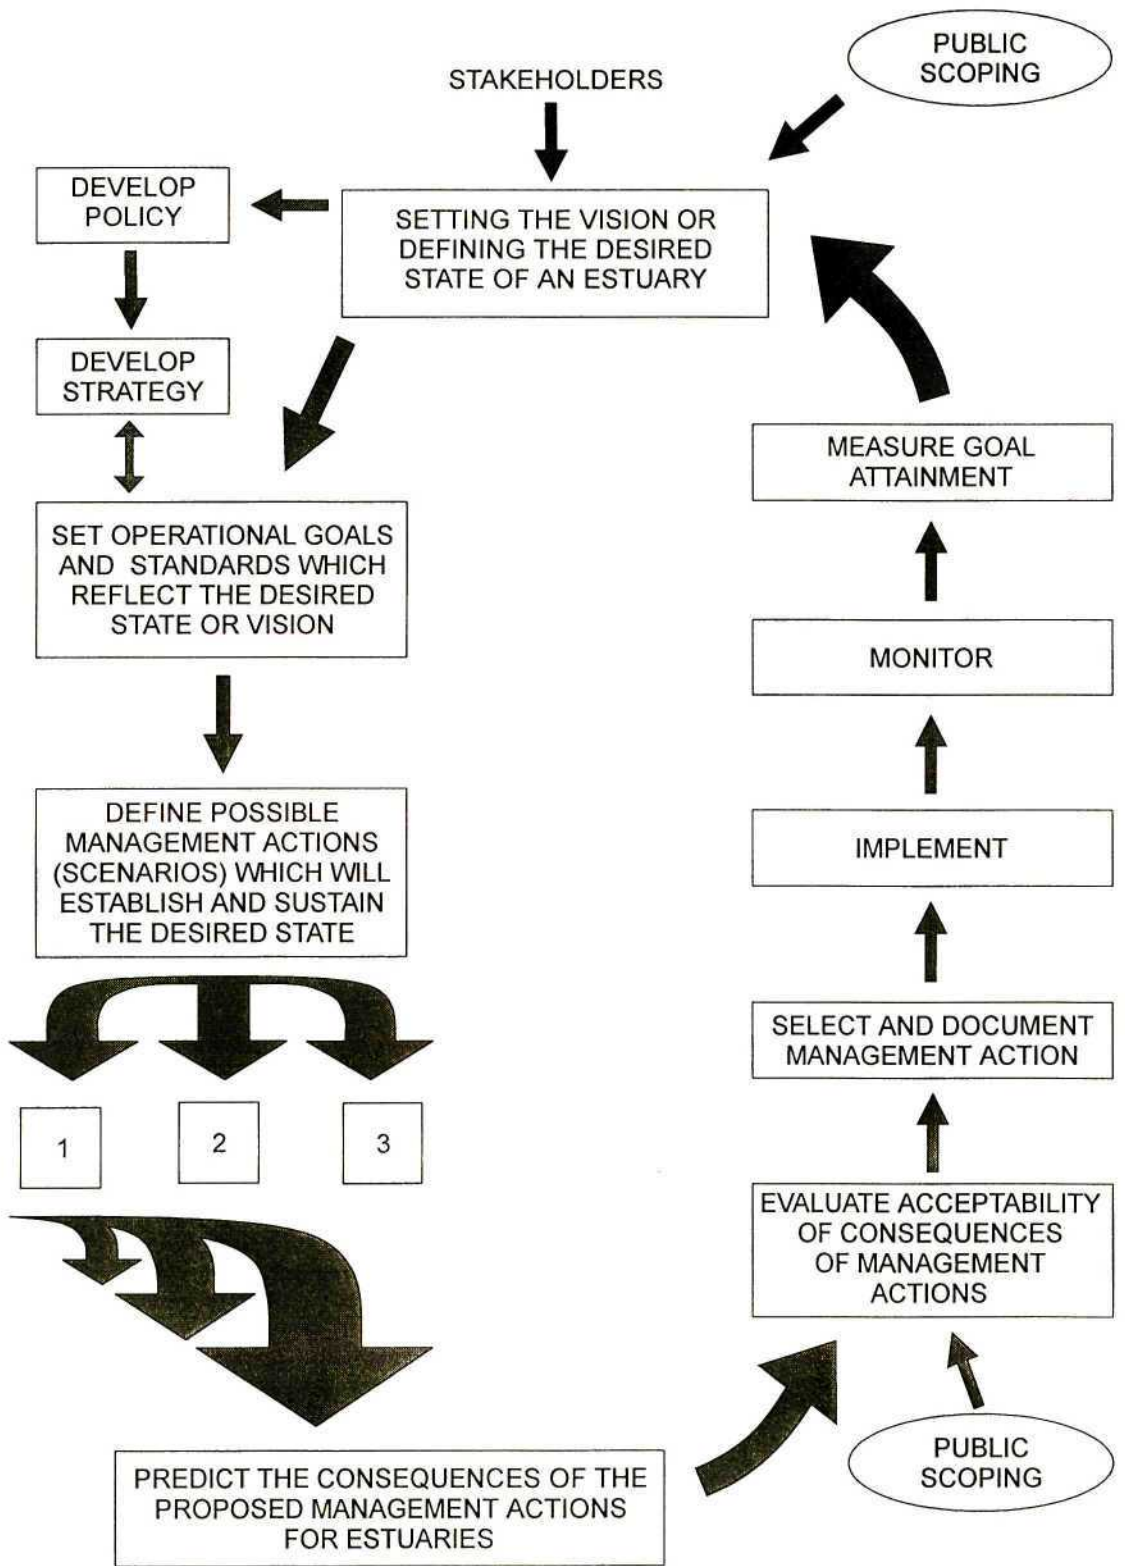 PUBLIC
SCOPING
STAKEHOLDERS
DEVELOP
POLICY
SETTING THE VISION OR
DEFINING THE DESIRED
STATE OF AN ESTUARY
DEVELOP
STRATEGY
MEASURE GOAL
ATTAINMENT
SET OPERATIONAL GOALS
AND STANDARDS WHICH
REFLECT THE DESIRED
STATE OR VISION
MONITOR
DEFINE POSSIBLE
MANAGEMENT ACTIONS
(SCENARIOS) WHICH WILL
ESTABLISH AND SUSTAIN
THE DESIRED STATE
IMPLEMENT
SELECT AND DOCUMENT
MANAGEMENT ACTION
1
2
3
EVALUATE ACCEPTABILITY
OF CONSEQUENCES
OF MANAGEMENT
ACTIONS
PUBLIC
SCOPING
PREDICT THE CONSEQUENCES OF THE
PROPOSED MANAGEMENT ACTIONS
FOR ESTUARIES